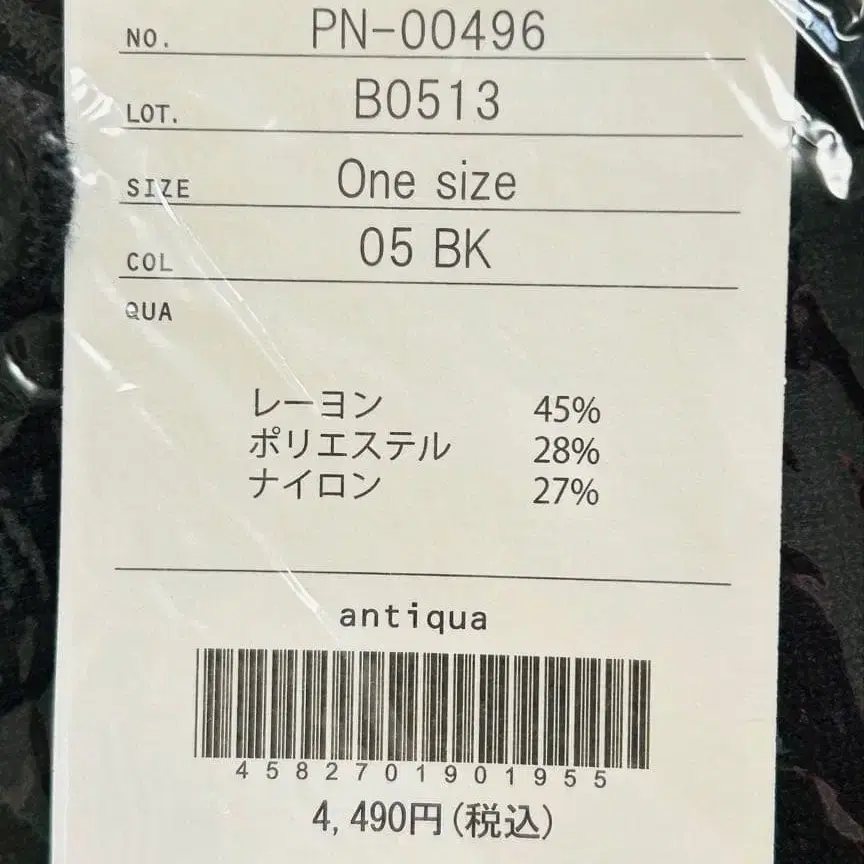 NO. PN-00496
LOT. B0513
SIZE One size
COL 05 BK
QUA
レーヨン 45%
ポリエステル 28%
ナイロン 27%
antiqua
4582701901955
4,490円(税込)